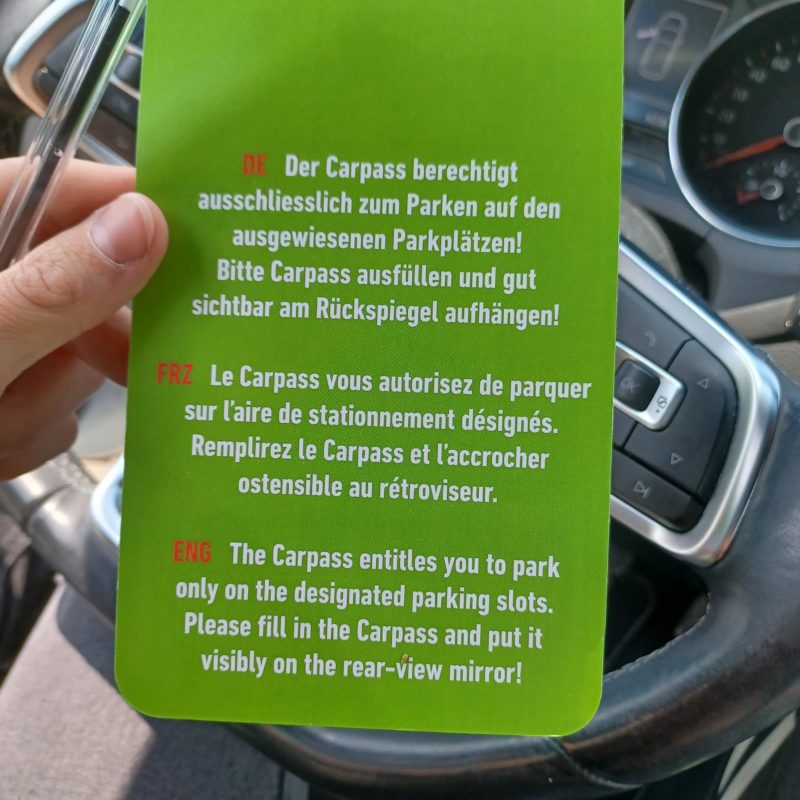 DE Der Carpass berechtigt
ausschliesslich zum Parken auf den
ausgewiesenen Parkplätzen!
Bitte Carpass ausfüllen und gut
sichtbar am Rückspiegel aufhängen!
FRZ Le Carpass vous autorisez de parquer
sur l'aire de stationnement désignés.
Remplirez le Carpass et l'accrocher
ostensible au rétroviseur.
ENG The Carpass entitles you to park
only on the designated parking slots.
Please fill in the Carpass and put it
visibly on the rear-view mirror!
OK